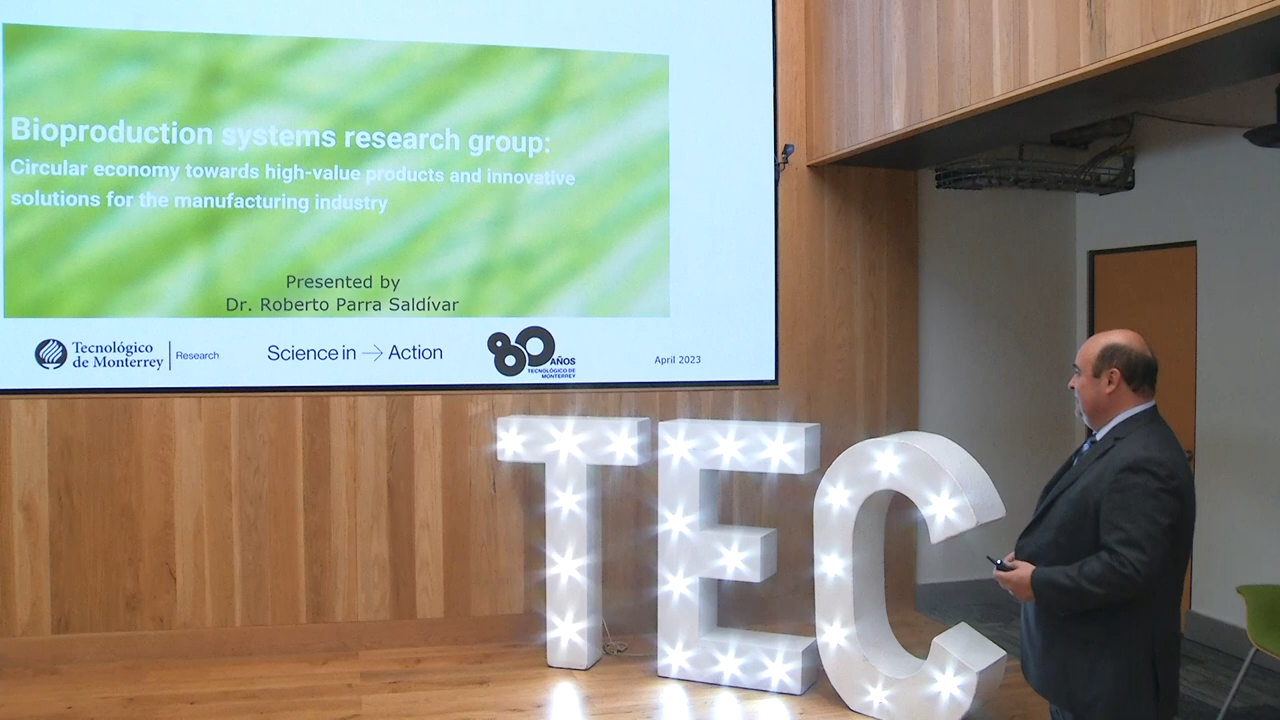 Bioproduction systems research group:
Circular economy towards high-value products and innovative
solutions for the manufacturing industry
Presented by
Dr. Roberto Parra Saldívar
Tecnológico
de Monterrey
Research
Science in → Action
80
AÑOS
TECNOLÓGICO DE
MONTERREY
April 2023
TEC